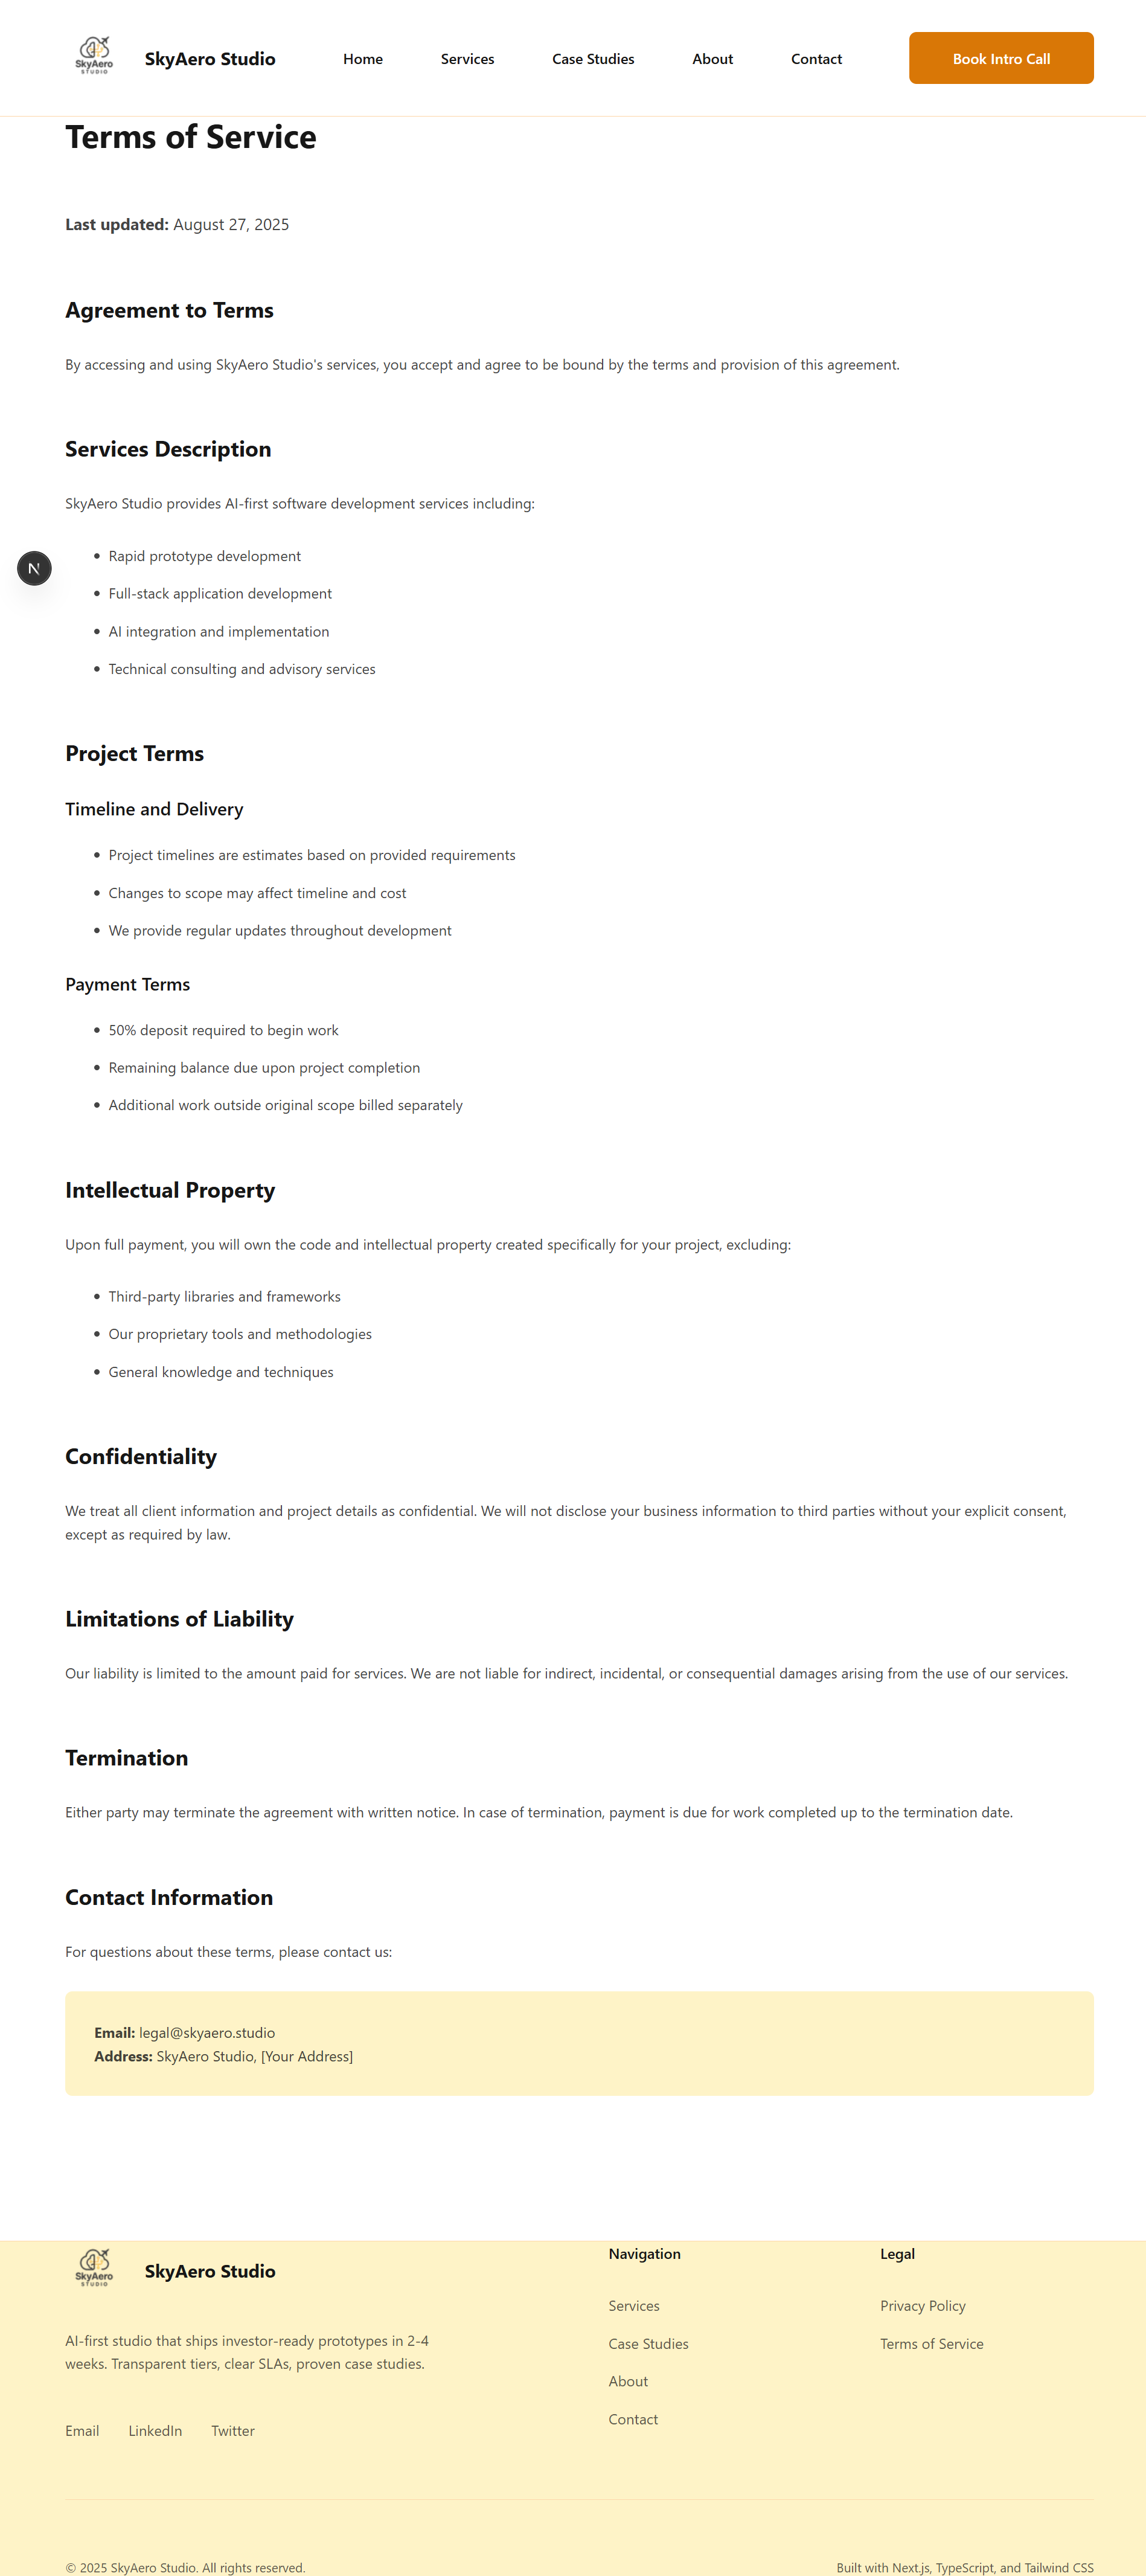 SkyAero
STUDIO
SkyAero Studio
Home
Services
Case Studies
About
Contact
Book Intro Call
Terms of Service
Last updated: August 27, 2025
Agreement to Terms
By accessing and using SkyAero Studio's services, you accept and agree to be bound by the terms and provision of this agreement.
Services Description
SkyAero Studio provides AI-first software development services including:
N
• Rapid prototype development
• Full-stack application development
• AI integration and implementation
• Technical consulting and advisory services
Project Terms
Timeline and Delivery
• Project timelines are estimates based on provided requirements
• Changes to scope may affect timeline and cost
• We provide regular updates throughout development
Payment Terms
• 50% deposit required to begin work
• Remaining balance due upon project completion
• Additional work outside original scope billed separately
Intellectual Property
Upon full payment, you will own the code and intellectual property created specifically for your project, excluding:
• Third-party libraries and frameworks
• Our proprietary tools and methodologies
• General knowledge and techniques
Confidentiality
We treat all client information and project details as confidential. We will not disclose your business information to third parties without your explicit consent,
except as required by law.
Limitations of Liability
Our liability is limited to the amount paid for services. We are not liable for indirect, incidental, or consequential damages arising from the use of our services.
Termination
Either party may terminate the agreement with written notice. In case of termination, payment is due for work completed up to the termination date.
Contact Information
For questions about these terms, please contact us:
Email: legal@skyaero.studio
Address: SkyAero Studio, [Your Address]
SkyAero
STUDIO
SkyAero Studio
AI-first studio that ships investor-ready prototypes in 2-4
weeks. Transparent tiers, clear SLAs, proven case studies.
Email
LinkedIn
Twitter
Navigation
Services
Case Studies
About
Contact
Legal
Privacy Policy
Terms of Service
© 2025 SkyAero Studio. All rights reserved.
Built with Next.js, TypeScript, and Tailwind CSS